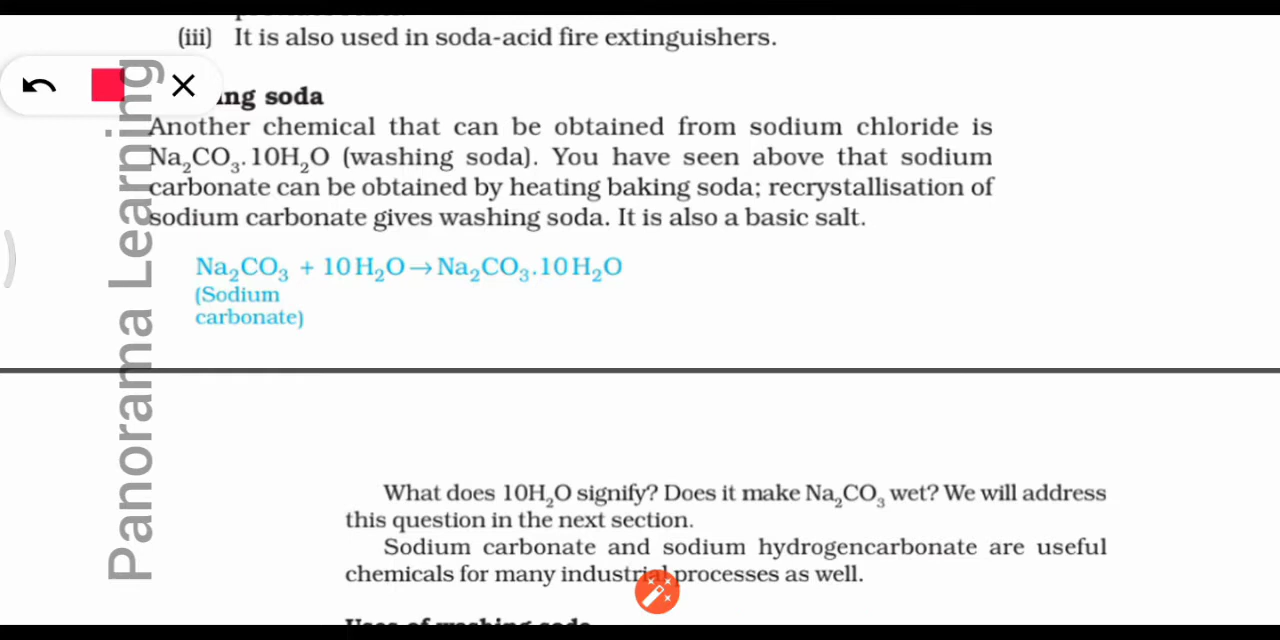 (iii) It is also used in soda-acid fire extinguishers.
soda
Another chemical that can be obtained from sodium chloride is
Na₂CO₃.10H₂O (washing soda). You have seen above that sodium
carbonate can be obtained by heating baking soda; recrystallisation of
sodium carbonate gives washing soda. It is also a basic salt.
Na₂CO₃ + 10H₂O → Na₂CO₃.10H₂O
(Sodium
carbonate)
What does 10H₂O signify? Does it make Na₂CO₃ wet? We will address
this question in the next section.
Sodium carbonate and sodium hydrogencarbonate are useful
chemicals for many industrial processes as well.
Uses of washing soda
Panorama Learning